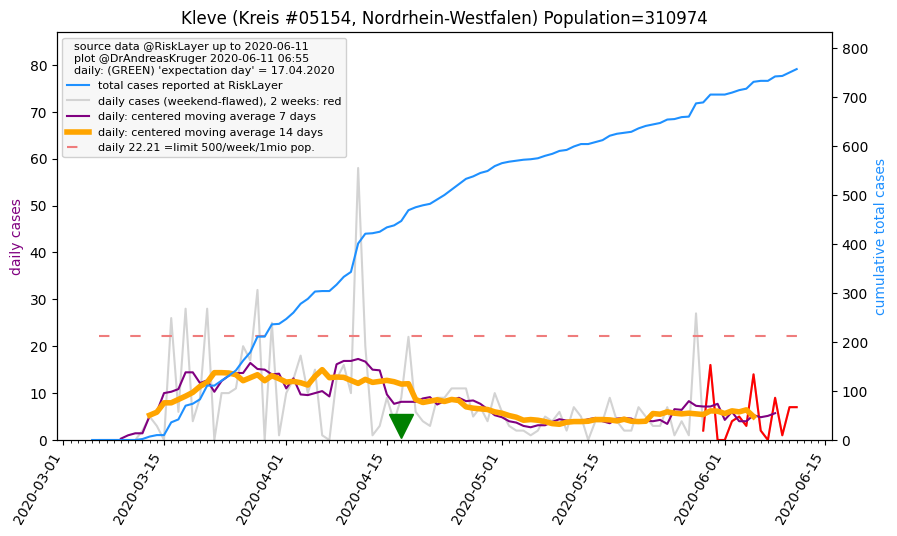 Kleve (Kreis #05154, Nordrhein-Westfalen) Population=310974
source data @RiskLayer up to 2020-06-11
plot @DrAndreasKruger 2020-06-11 06:55
daily: (GREEN) 'expectation day' = 17.04.2020
total cases reported at RiskLayer
daily cases (weekend-flawed), 2 weeks: red
daily: centered moving average 7 days
daily: centered moving average 14 days
daily 22.21 =limit 500/week/1mio pop.
daily cases
80
70
60
50
40
30
20
10
0
cumulative total cases
800
700
600
500
400
300
200
100
0
2020-03-01
2020-03-15
2020-04-01
2020-04-15
2020-05-01
2020-05-15
2020-06-01
2020-06-15